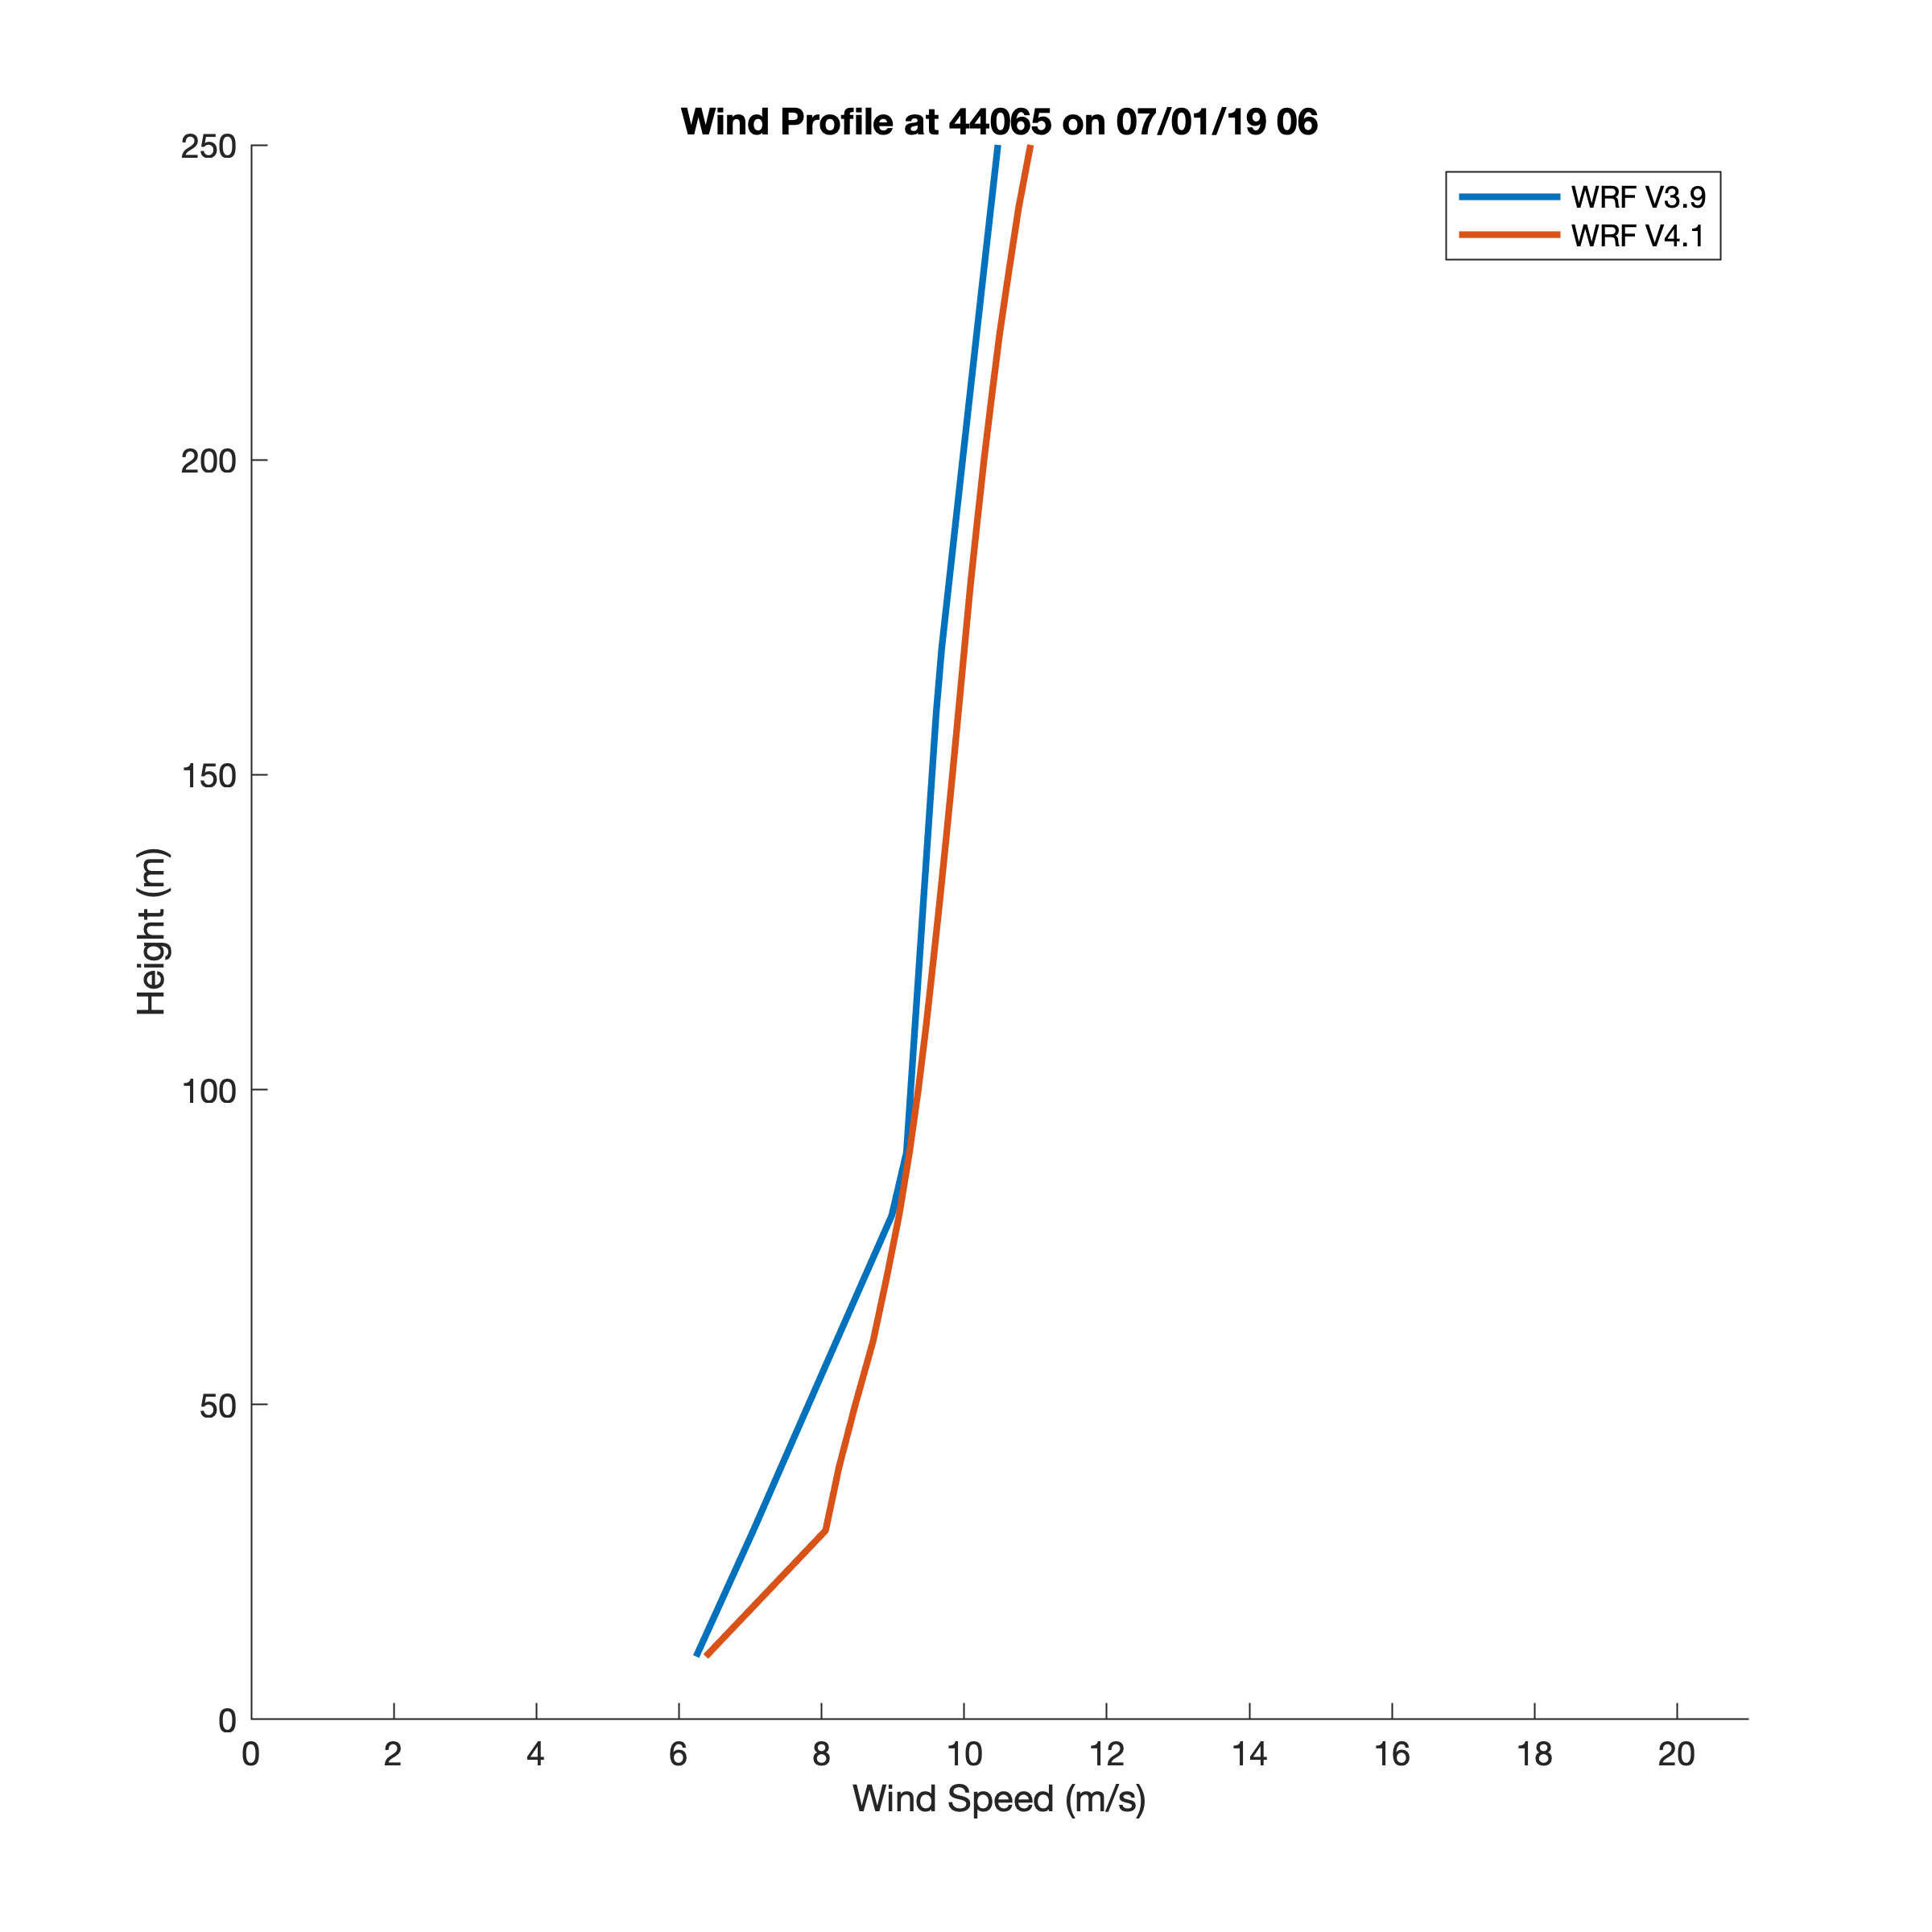 Wind Profile at 44065 on 07/01/19 06
250
200
150
100
50
0
Height (m)
WRF V3.9
WRF V4.1
0 2 4 6 8 10 12 14 16 18 20
Wind Speed (m/s)